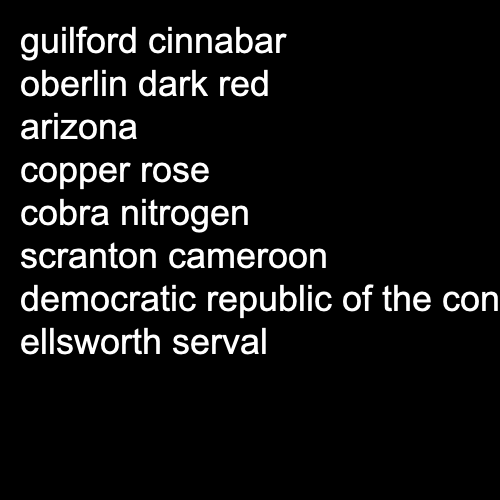 guilford cinnabar
oberlin dark red
arizona
copper rose
cobra nitrogen
scranton cameroon
democratic republic of the con
ellsworth serval